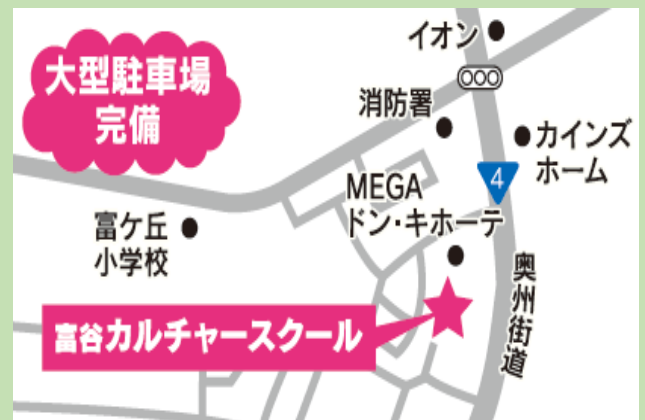 イオン
大型駐車場
完備
消防署
カインズ
ホーム
4
MEGA
ドン・キホーテ
富ケ丘
小学校
奥州街道
富谷カルチャースクール